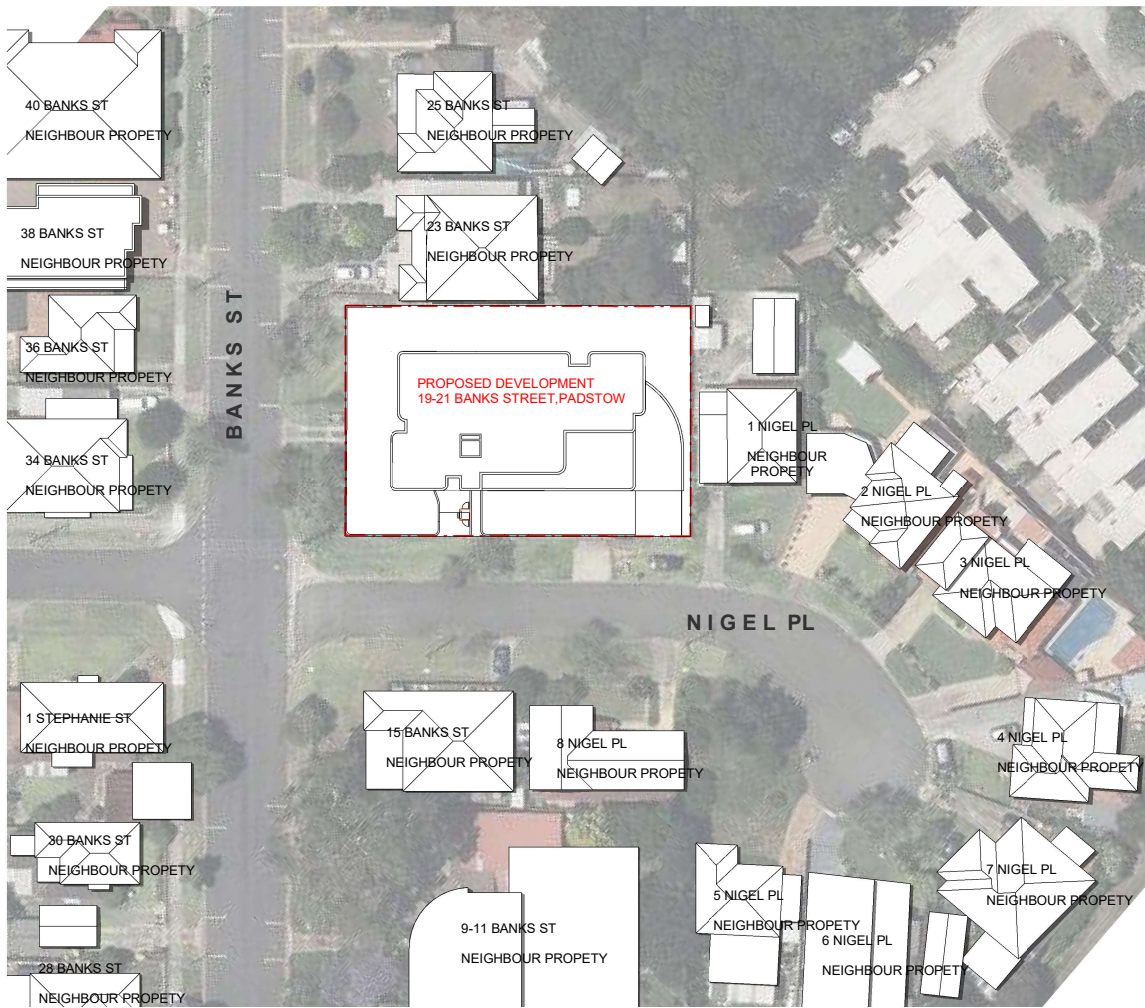 40 BANKS ST
NEIGHBOUR PROPETY
25 BANKS ST
NEIGHBOUR PROPETY
38 BANKS ST
NEIGHBOUR PROPETY
23 BANKS ST
NEIGHBOUR PROPETY
36 BANKS ST
NEIGHBOUR PROPETY
BANKS ST
PROPOSED DEVELOPMENT
19-21 BANKS STREET,PADSTOW
34 BANKS ST
NEIGHBOUR PROPETY
1 NIGEL PL
NEIGHBOUR
PROPETY
2 NIGEL PL
NEIGHBOUR PROPETY
3 NIGEL PL
NEIGHBOUR PROPETY
NIGEL PL
1 STEPHANIE ST
NEIGHBOUR PROPETY
15 BANKS ST
NEIGHBOUR PROPETY
8 NIGEL PL
NEIGHBOUR PROPETY
4 NIGEL PL
NEIGHBOUR PROPETY
30 BANKS ST
NEIGHBOUR PROPETY
7 NIGEL PL
NEIGHBOUR PROPETY
5 NIGEL PL
NEIGHBOUR PROPETY
9-11 BANKS ST
NEIGHBOUR PROPETY
6 NIGEL PL
NEIGHBOUR PROPETY
28 BANKS ST
NEIGHBOUR PROPETY